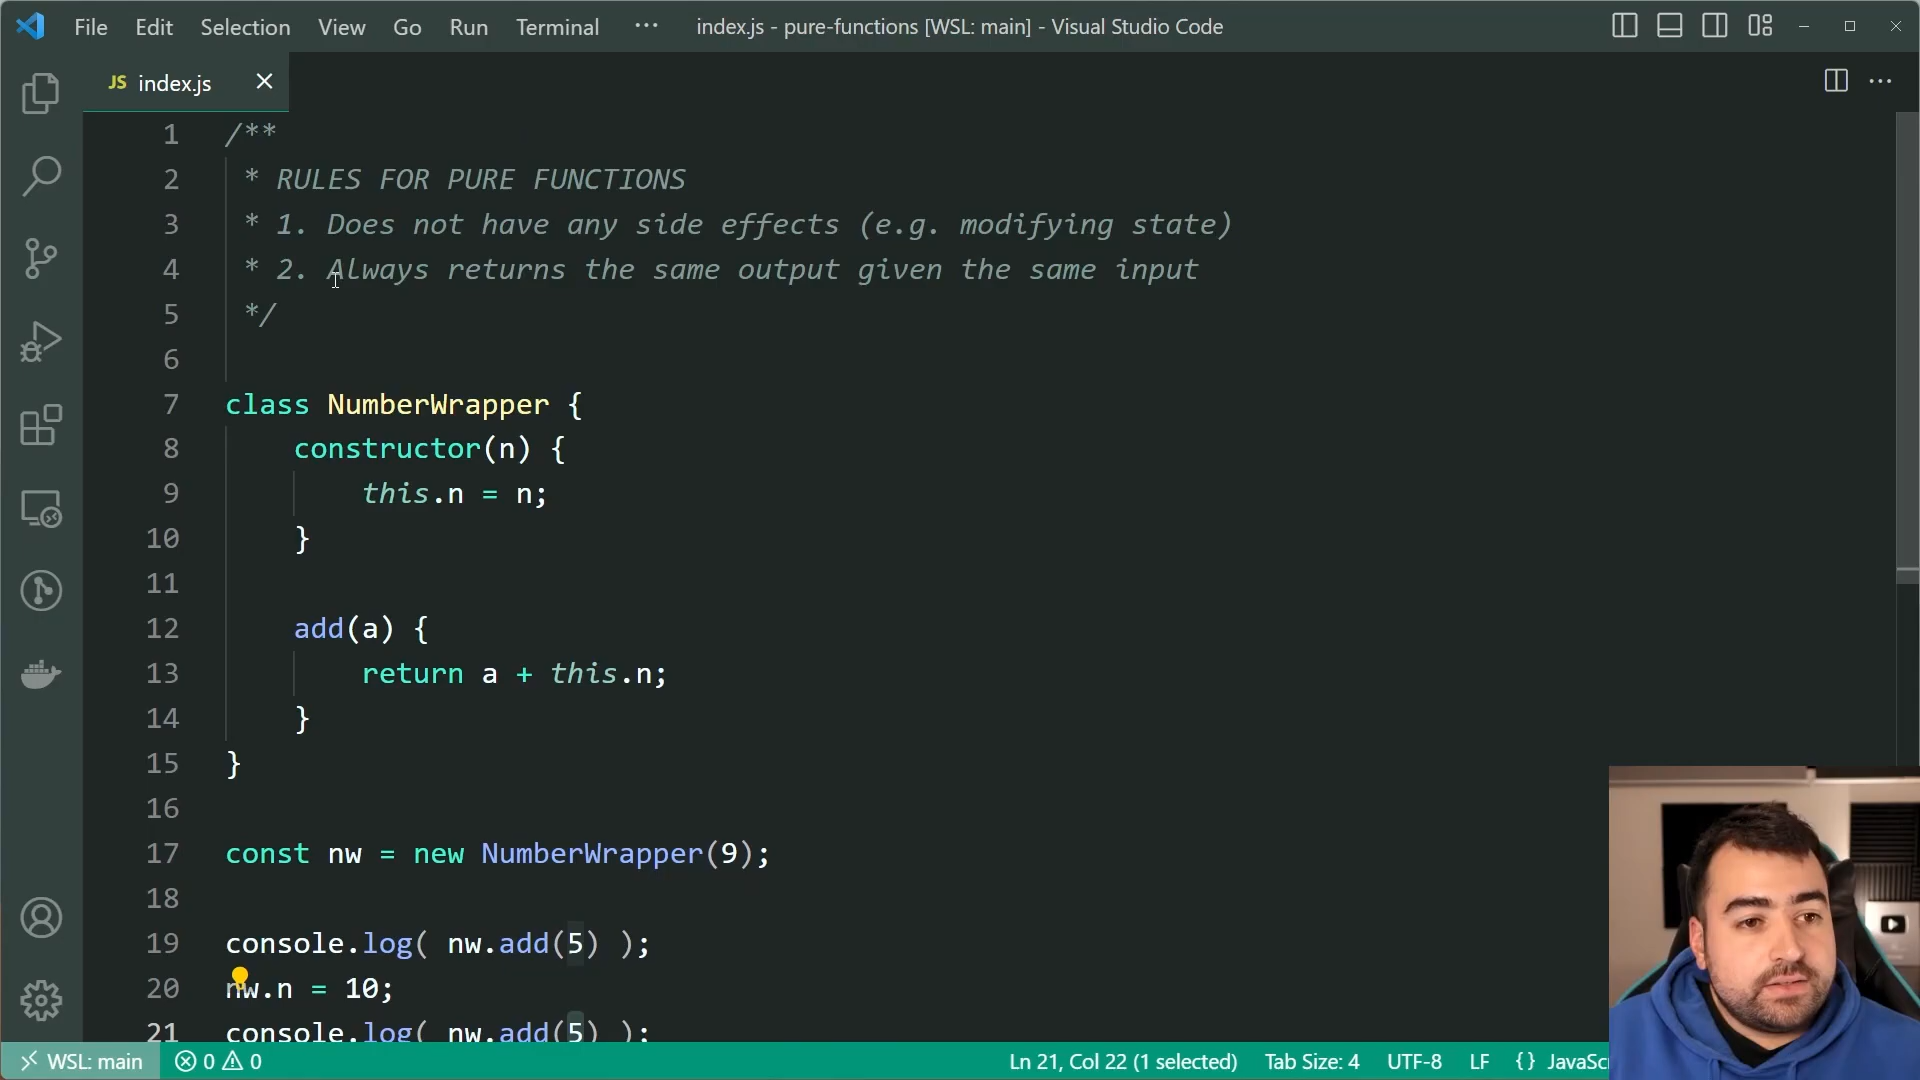 File Edit Selection View Go Run Terminal ··· index.js - pure-functions [WSL: main] - Visual Studio Code
JS index.js
1 /**
2 * RULES FOR PURE FUNCTIONS
3 * 1. Does not have any side effects (e.g. modifying state)
4 * 2. Always returns the same output given the same input
5 */
6
7 class NumberWrapper {
8 constructor(n) {
9 this.n = n;
10 }
11
12 add(a) {
13 return a + this.n;
14 }
15 }
16
17 const nw = new NumberWrapper(9);
18
19 console.log( nw.add(5) );
20 nw.n = 10;
21 console.log( nw.add(5) );
WSL: main 0 0 Ln 21, Col 22 (1 selected) Tab Size: 4 UTF-8 LF {} JavaSc